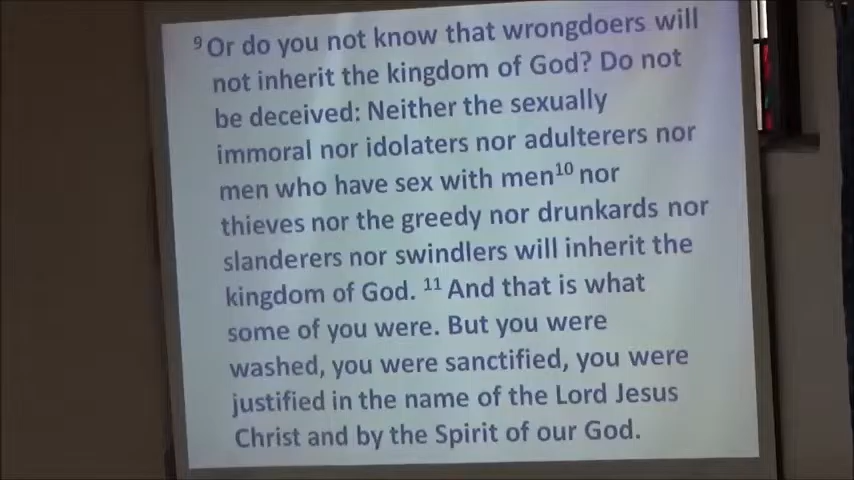 ⁹ Or do you not know that wrongdoers will
not inherit the kingdom of God? Do not
be deceived: Neither the sexually
immoral nor idolaters nor adulterers nor
men who have sex with men¹⁰ nor
thieves nor the greedy nor drunkards nor
slanderers nor swindlers will inherit the
kingdom of God. ¹¹ And that is what
some of you were. But you were
washed, you were sanctified, you were
justified in the name of the Lord Jesus
Christ and by the Spirit of our God.